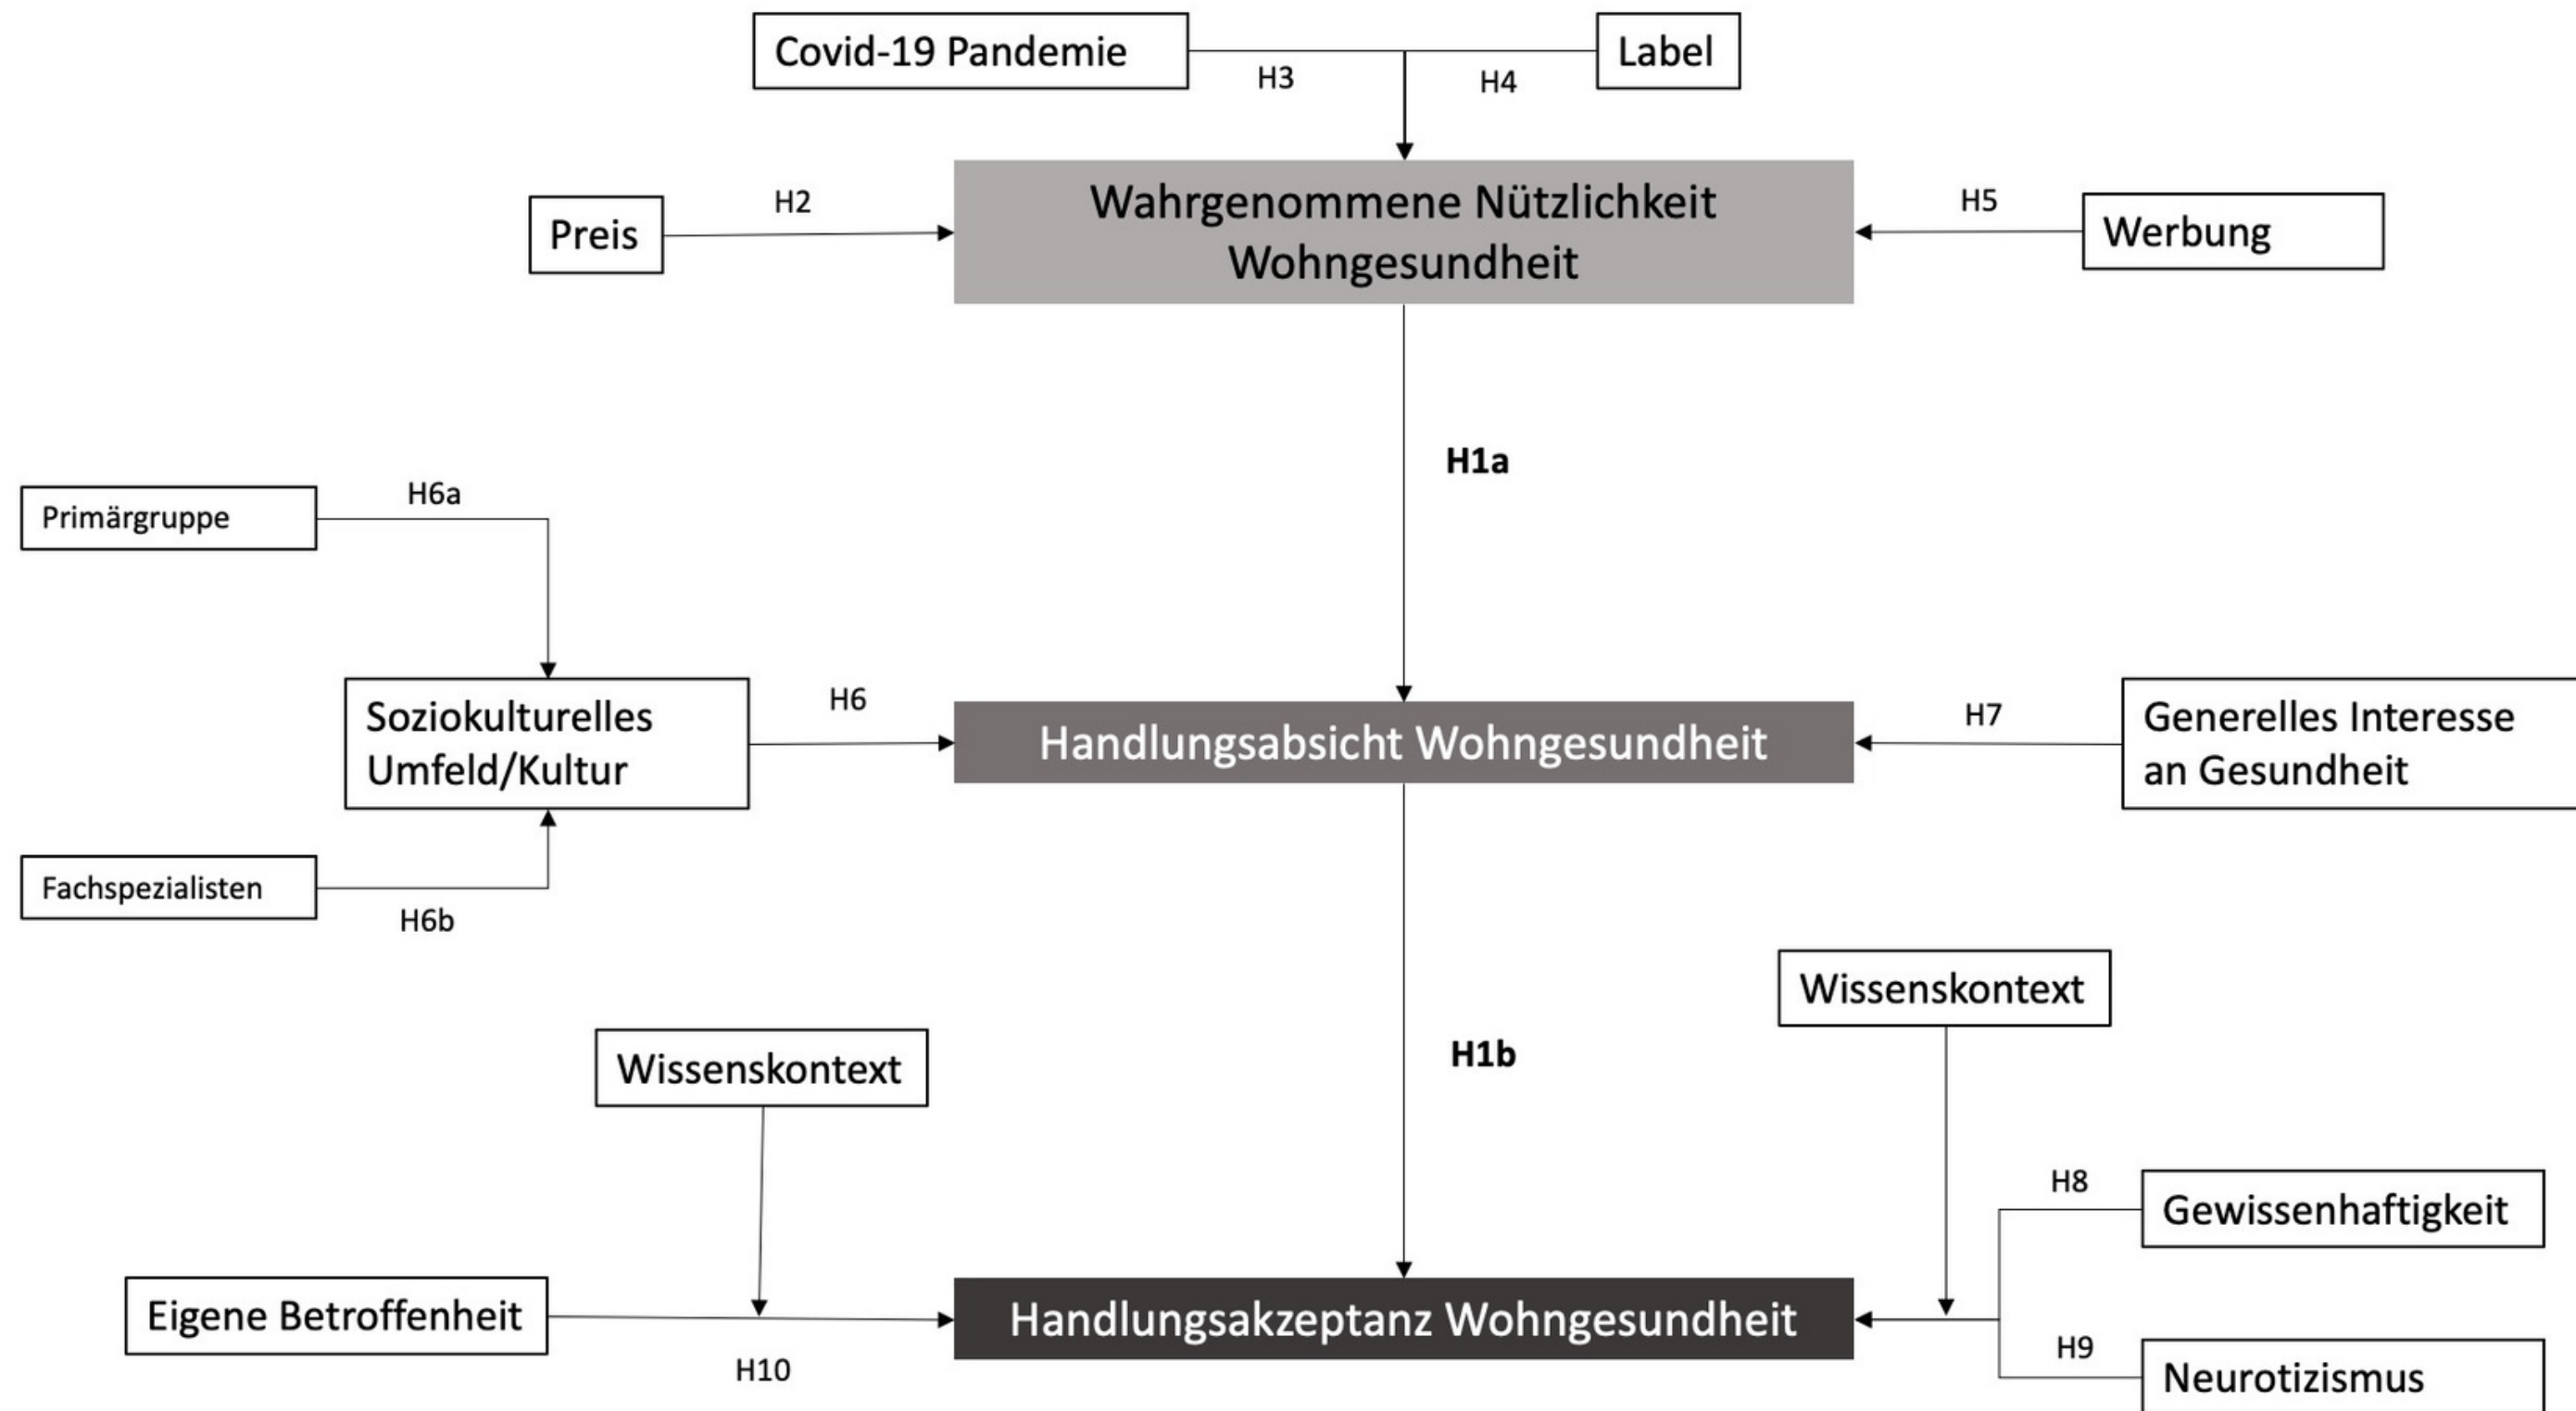 Covid-19 Pandemie
Label
H3
H4
Wahrgenommene Nützlichkeit
Wohngesundheit
H2
Preis
H5
Werbung
H1a
H6a
Primärgruppe
Soziokulturelles
Umfeld/Kultur
H6
Handlungsabsicht Wohngesundheit
H7
Generelles Interesse
an Gesundheit
Fachspezialisten
H6b
Wissenskontext
Wissenskontext
H1b
H8
Gewissenhaftigkeit
Eigene Betroffenheit
Handlungsakzeptanz Wohngesundheit
H10
H9
Neurotizismus